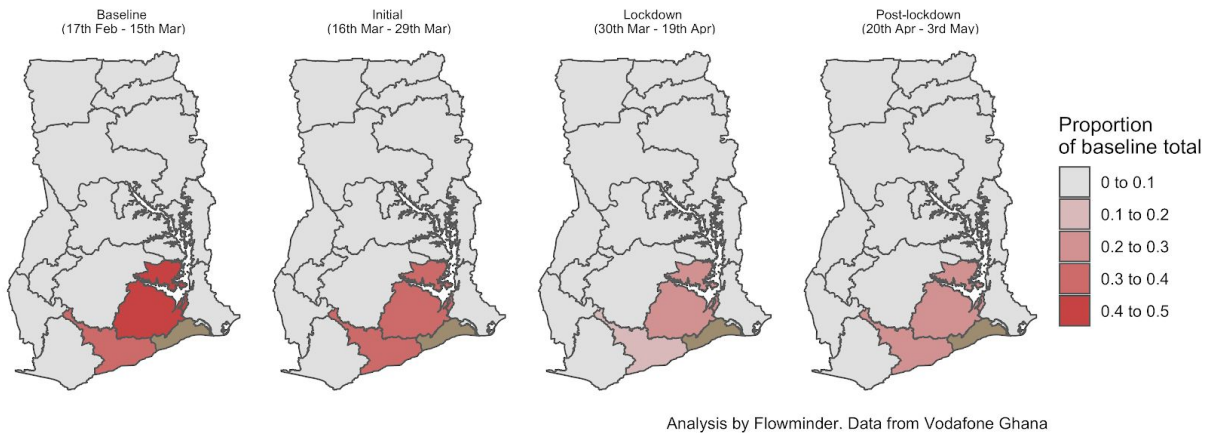 Baseline
(17th Feb - 15th Mar)
Initial
(16th Mar - 29th Mar)
Lockdown
(30th Mar - 19th Apr)
Post-lockdown
(20th Apr - 3rd May)
Proportion
of baseline total
0 to 0.1
0.1 to 0.2
0.2 to 0.3
0.3 to 0.4
0.4 to 0.5
Analysis by Flowminder. Data from Vodafone Ghana